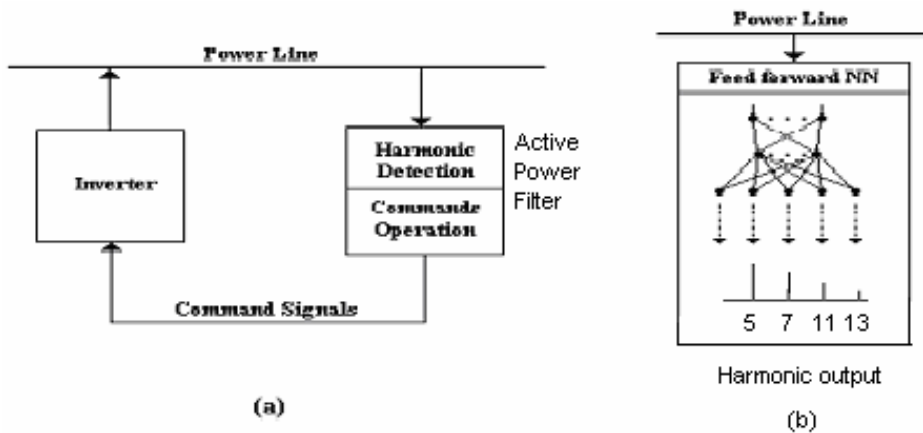 Power Line
Inverter
Harmonic
Detection
Commande
Operation
Active
Power
Filter
Command Signals
(a)
Power Line
Feed forward NN
5 7 11 13
Harmonic output
(b)